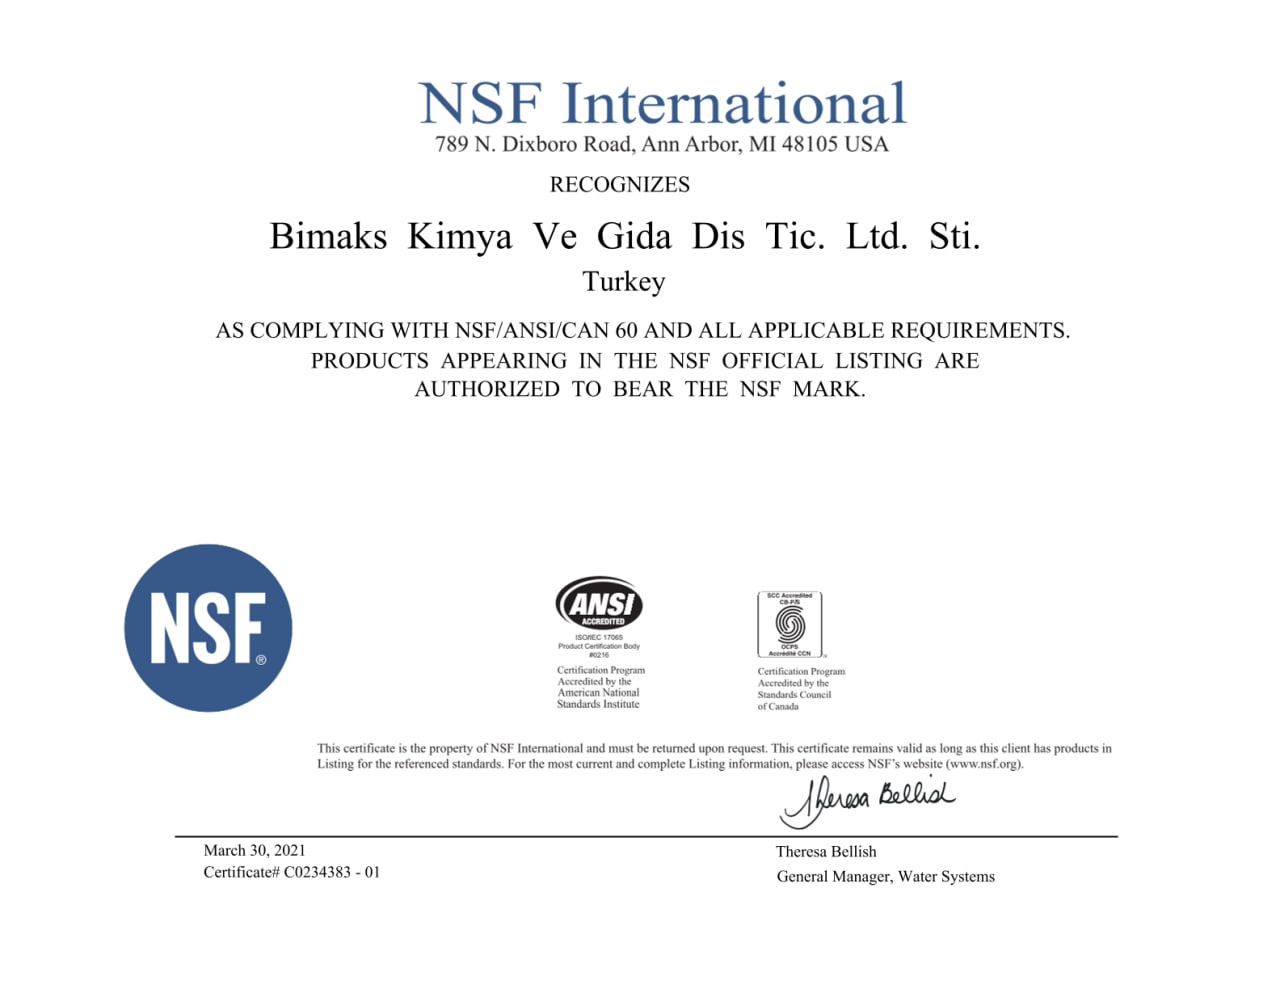 NSF International
789 N. Dixboro Road, Ann Arbor, MI 48105 USA
RECOGNIZES
Bimaks Kimya Ve Gida Dis Tic. Ltd. Sti.
Turkey
AS COMPLYING WITH NSF/ANSI/CAN 60 AND ALL APPLICABLE REQUIREMENTS.
PRODUCTS APPEARING IN THE NSF OFFICIAL LISTING ARE
AUTHORIZED TO BEAR THE NSF MARK.
NSF®
ANSI
ACCREDITED
ISO/IEC 17065
Product Certification Body
#0216
Certification Program
Accredited by the
American National
Standards Institute
SCC Accredited
CB-P/N
OCPS
Accrédité CCN
Certification Program
Accredited by the
Standards Council
of Canada
This certificate is the property of NSF International and must be returned upon request. This certificate remains valid as long as this client has products in
Listing for the referenced standards. For the most current and complete Listing information, please access NSF's website (www.nsf.org).
Theresa Bellish
March 30, 2021
Certificate# C0234383 - 01
Theresa Bellish
General Manager, Water Systems